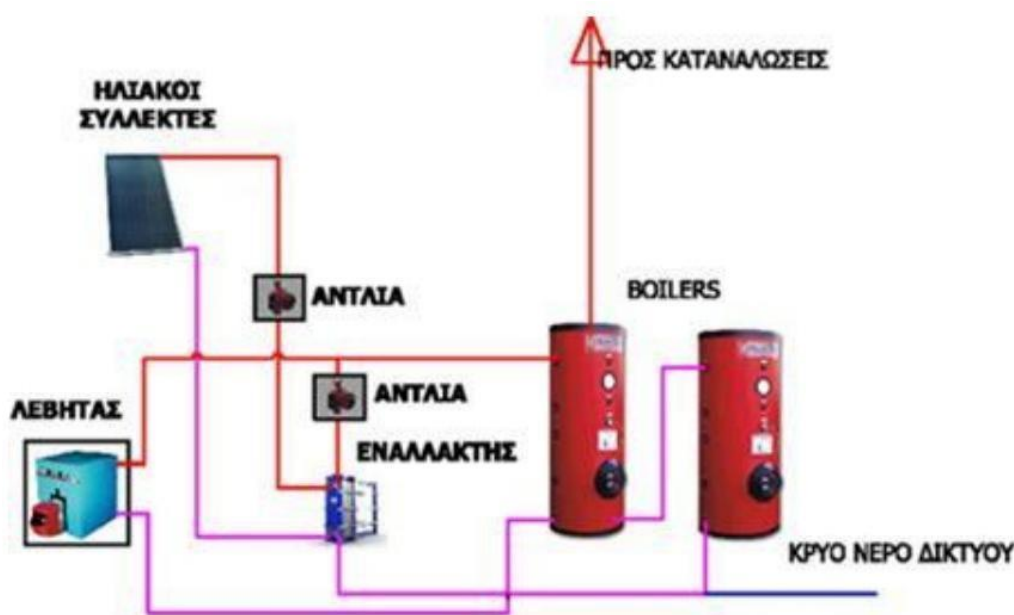 ΠΡΟΣ ΚΑΤΑΝΑΛΩΣΕΙΣ
ΗΛΙΑΚΟΙ
ΣΥΛΛΕΚΤΕΣ
ΑΝΤΛΙΑ
BOILERS
ΑΝΤΛΙΑ
ΛΕΒΗΤΑΣ
ΕΝΑΛΛΑΚΤΗΣ
ΚΡΥΟ ΝΕΡΟ ΔΙΚΤΥΟΥ